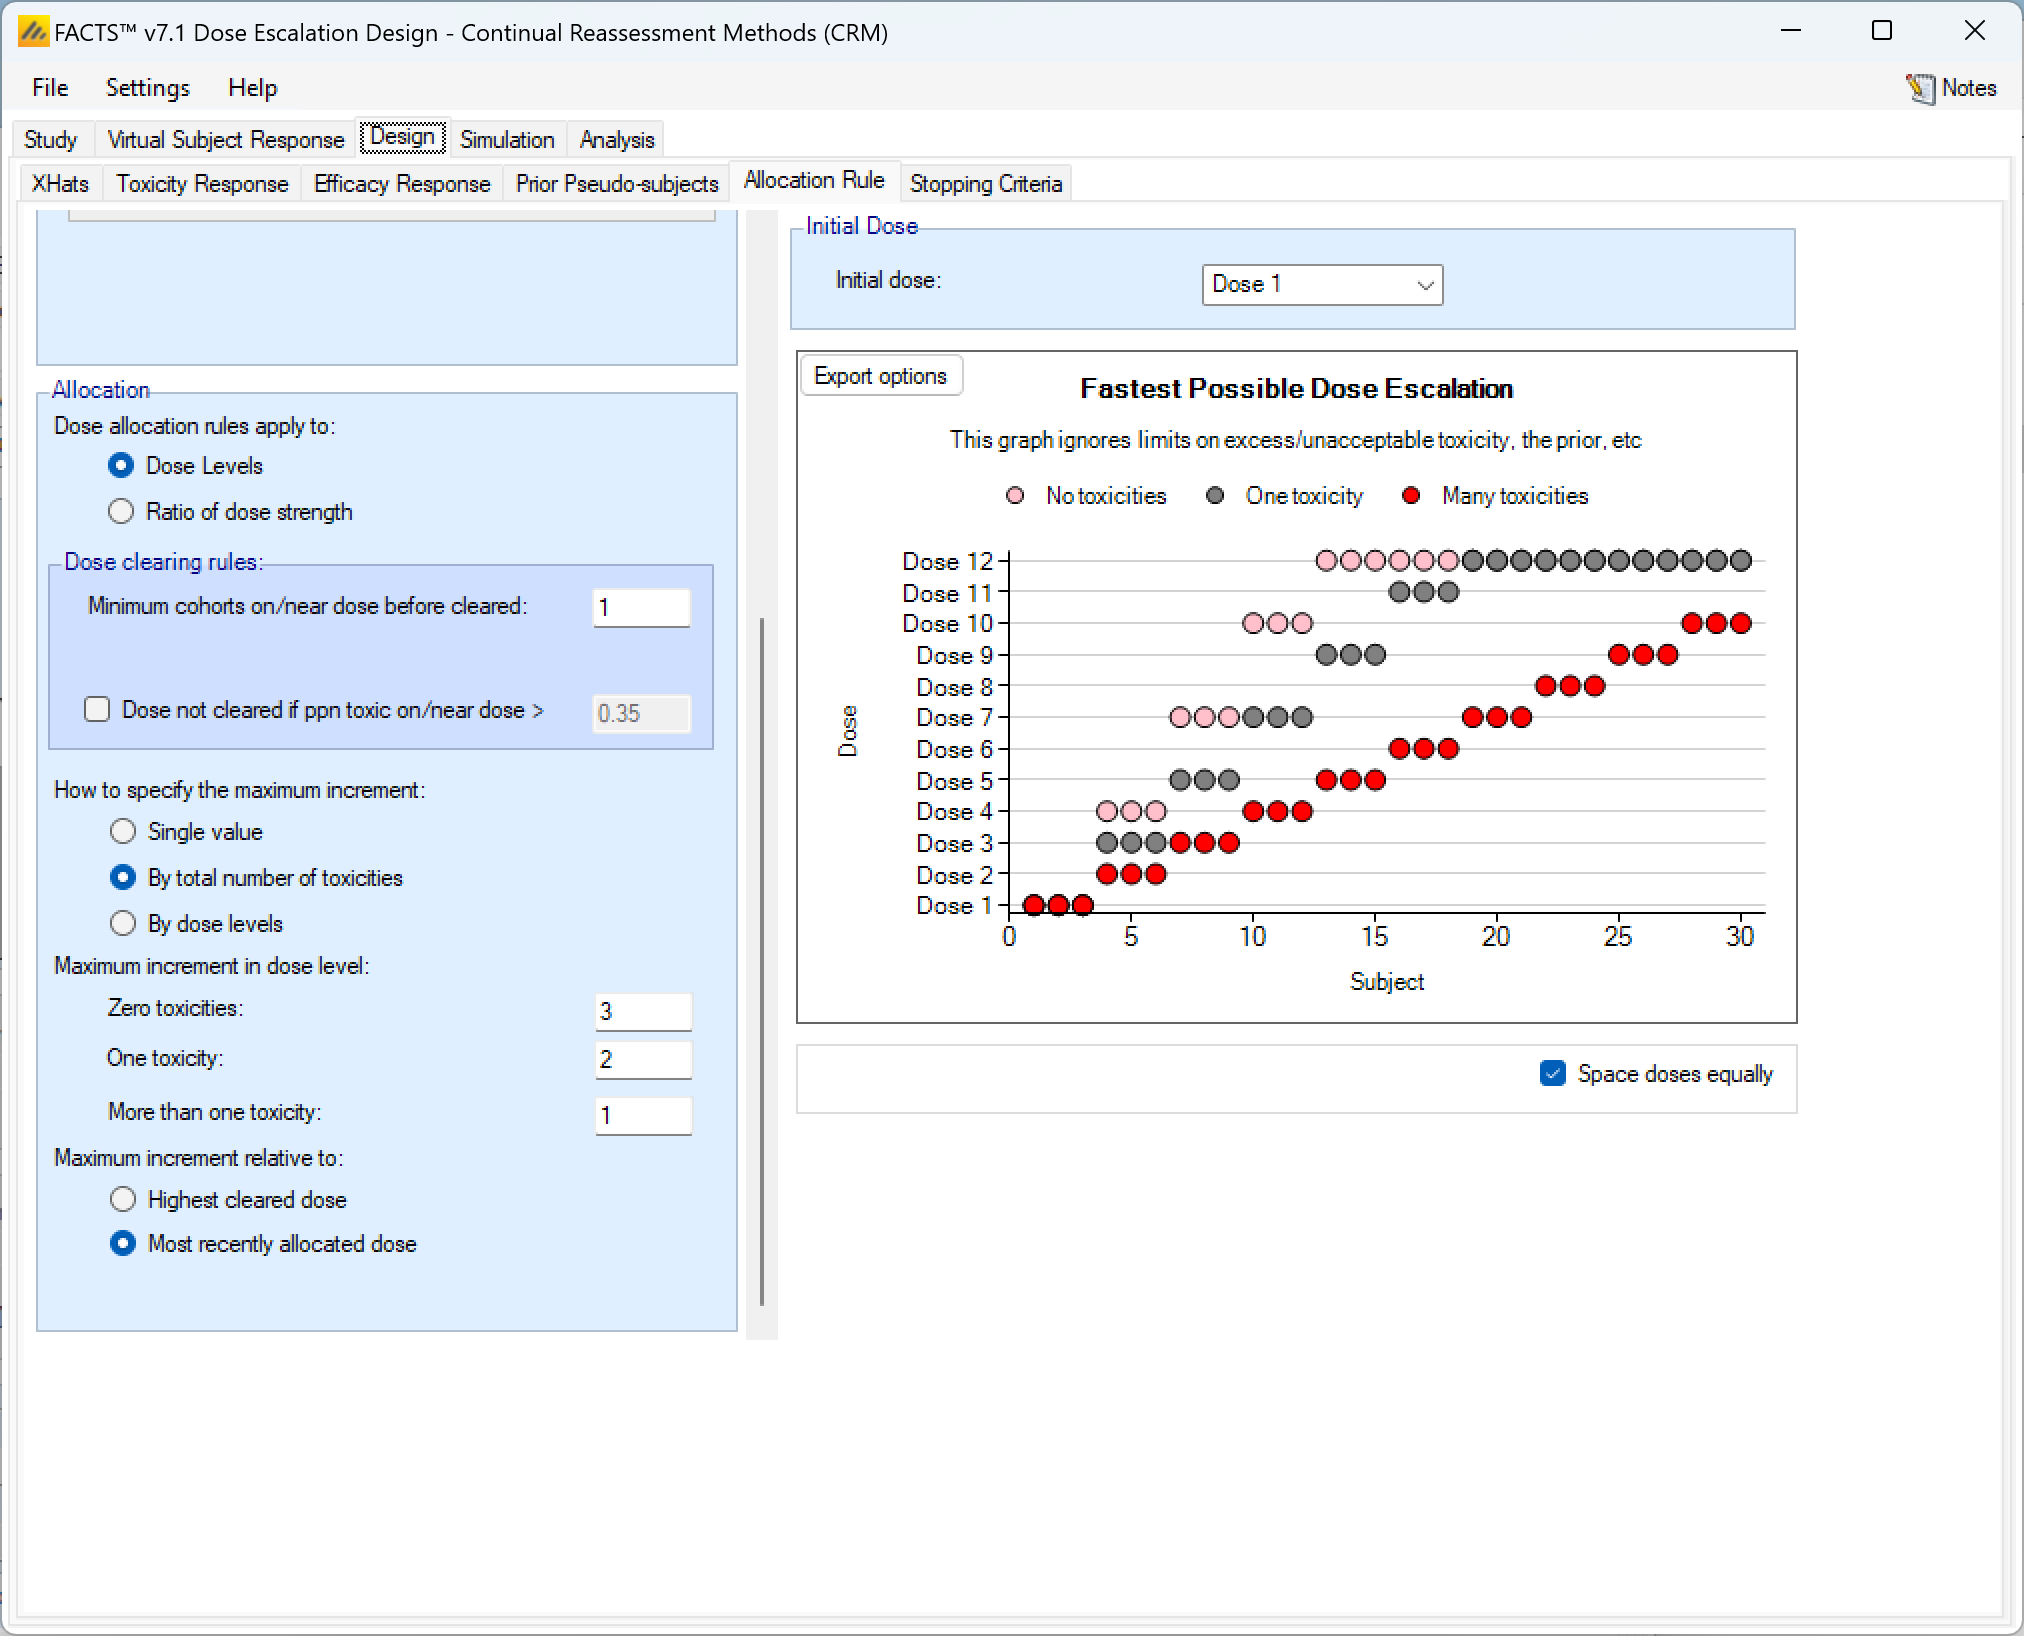 FACTS™ v7.1 Dose Escalation Design - Continual Reassessment Methods (CRM)
File Settings Help Notes
Study Virtual Subject Response Design Simulation Analysis
XHats Toxicity Response Efficacy Response Prior Pseudo-subjects Allocation Rule Stopping Criteria
Allocation
Dose allocation rules apply to:
Dose Levels
Ratio of dose strength
Dose clearing rules:
Minimum cohorts on/near dose before cleared: 1
Dose not cleared if ppn toxic on/near dose > 0.35
How to specify the maximum increment:
Single value
By total number of toxicities
By dose levels
Maximum increment in dose level:
Zero toxicities: 3
One toxicity: 2
More than one toxicity: 1
Maximum increment relative to:
Highest cleared dose
Most recently allocated dose
Initial Dose
Initial dose: Dose 1
Export options
Fastest Possible Dose Escalation
This graph ignores limits on excess/unacceptable toxicity, the prior, etc
No toxicities One toxicity Many toxicities
Dose
Dose 12
Dose 11
Dose 10
Dose 9
Dose 8
Dose 7
Dose 6
Dose 5
Dose 4
Dose 3
Dose 2
Dose 1
0 5 10 15 20 25 30
Subject
Space doses equally